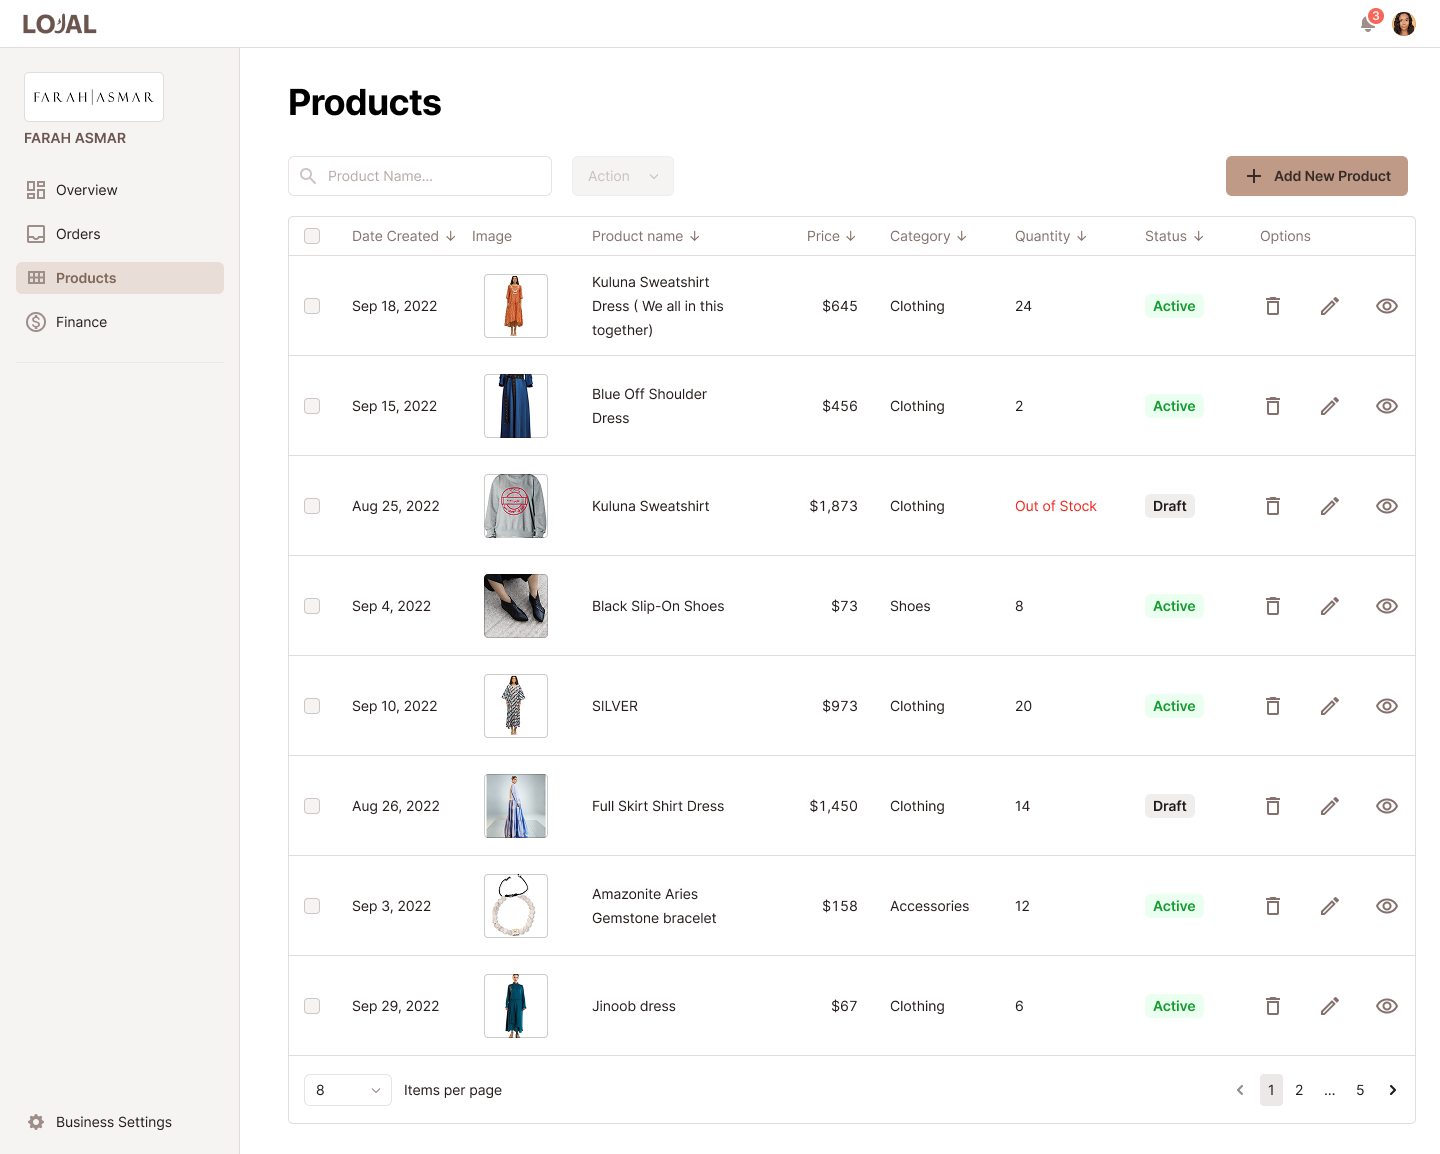 LOJAL
3
FARAH|ASMAR
FARAH ASMAR
Overview
Orders
Products
Finance
Business Settings
Products
Product Name...
Action
Add New Product
Date Created Image Product name Price Category Quantity Status Options
Sep 18, 2022 Kuluna Sweatshirt Dress ( We all in this together) $645 Clothing 24 Active
Sep 15, 2022 Blue Off Shoulder Dress $456 Clothing 2 Active
Aug 25, 2022 Kuluna Sweatshirt $1,873 Clothing Out of Stock Draft
Sep 4, 2022 Black Slip-On Shoes $73 Shoes 8 Active
Sep 10, 2022 SILVER $973 Clothing 20 Active
Aug 26, 2022 Full Skirt Shirt Dress $1,450 Clothing 14 Draft
Sep 3, 2022 Amazonite Aries Gemstone bracelet $158 Accessories 12 Active
Sep 29, 2022 Jinoob dress $67 Clothing 6 Active
8 Items per page
1 2 ... 5